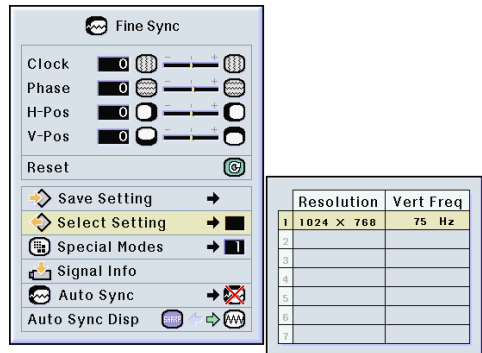 Fine Sync
Clock 0 − +
Phase 0 − +
H-Pos 0 − +
V-Pos 0 − +
Reset
Save Setting
Select Setting
Special Modes 1
Signal Info
Auto Sync
Auto Sync Disp SHARP
Resolution Vert Freq
1 1024 × 768 75 Hz
2
3
4
5
6
7